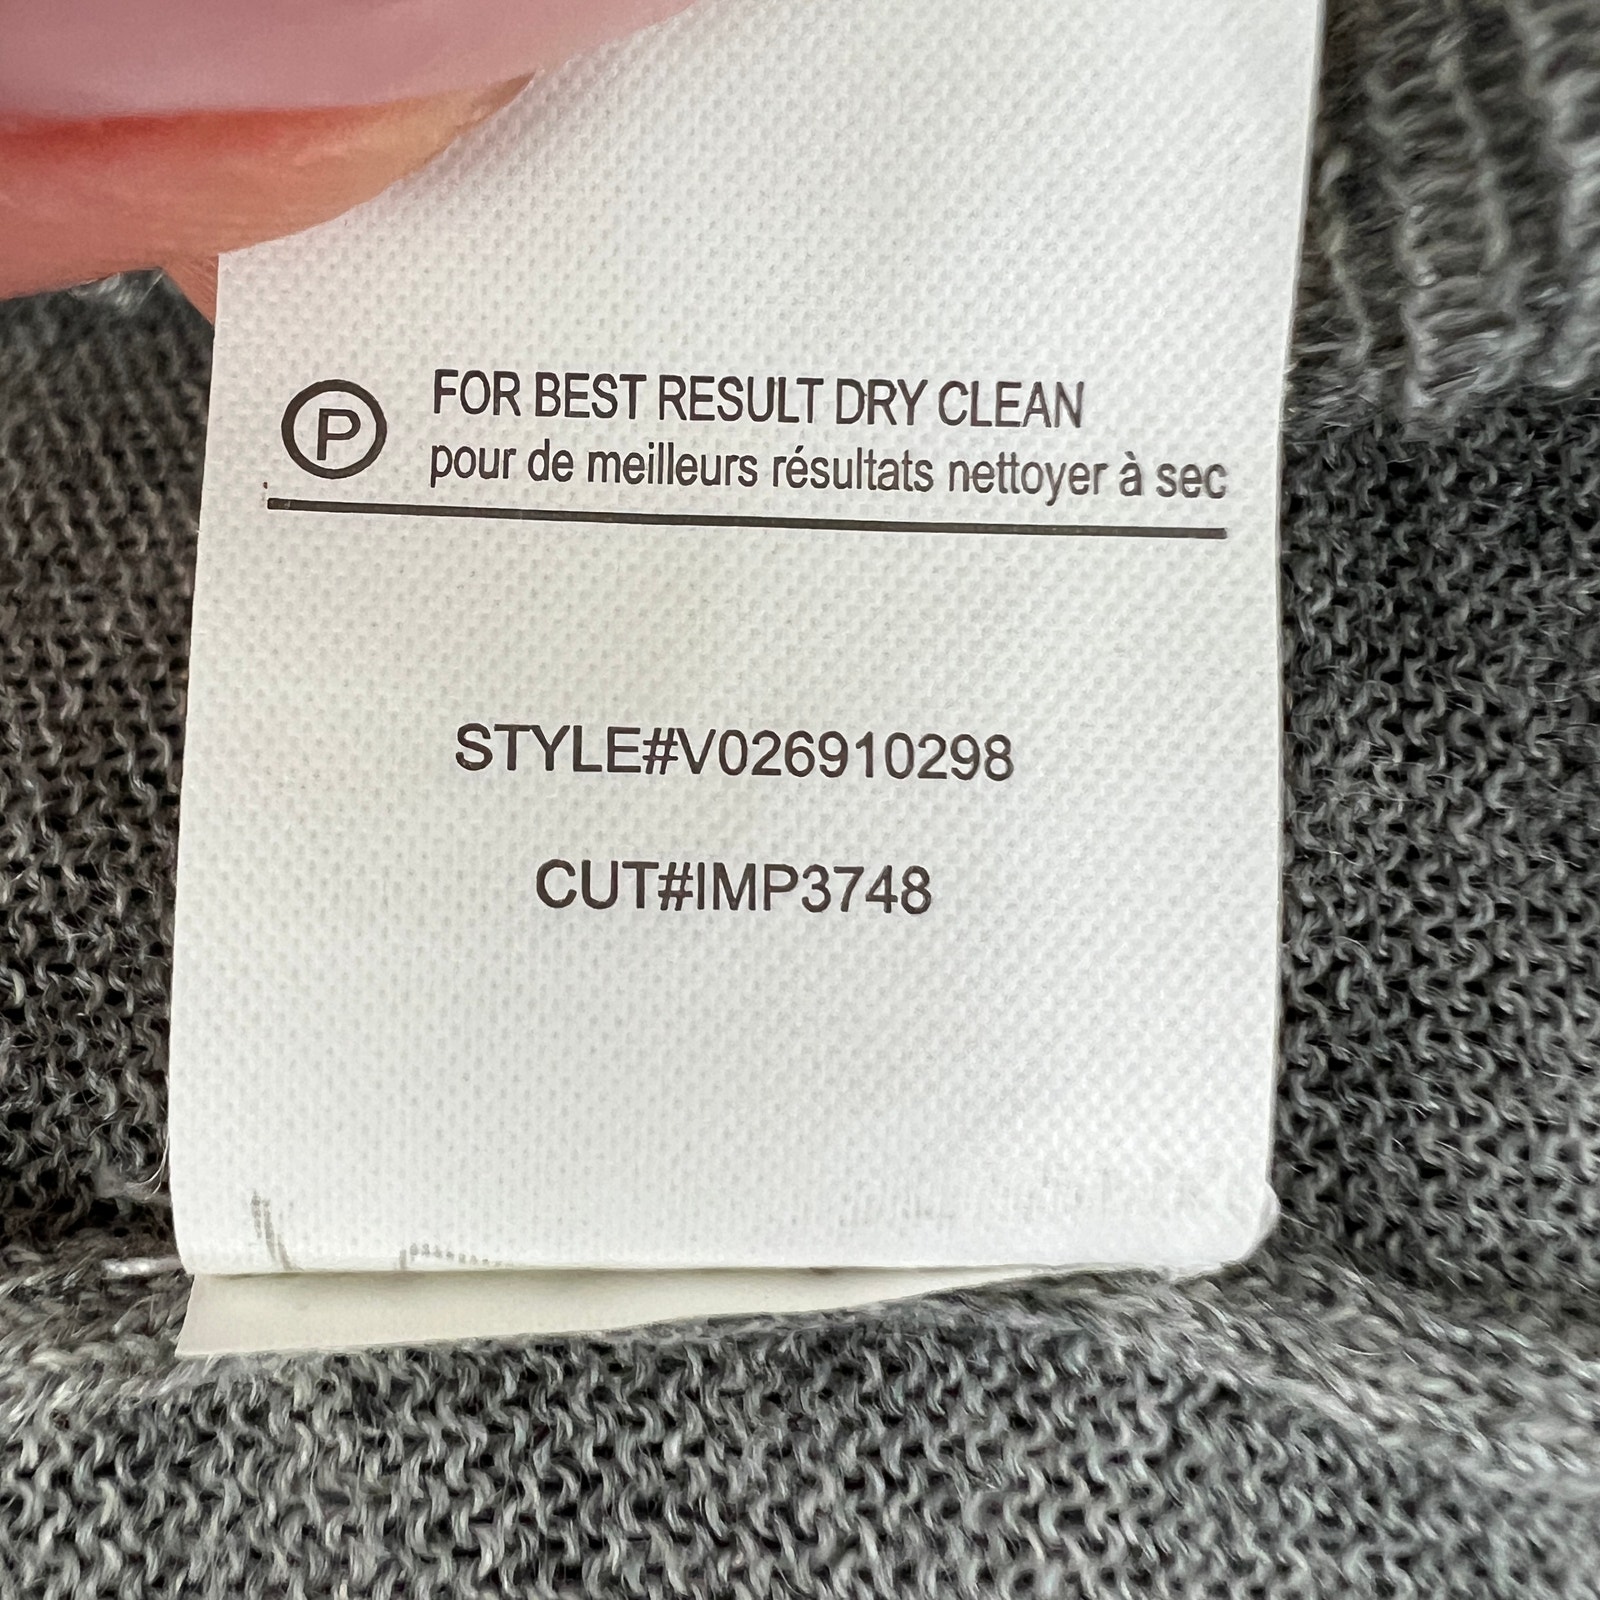 P FOR BEST RESULT DRY CLEAN
pour de meilleurs résultats nettoyer à sec
STYLE#V026910298
CUT#IMP3748